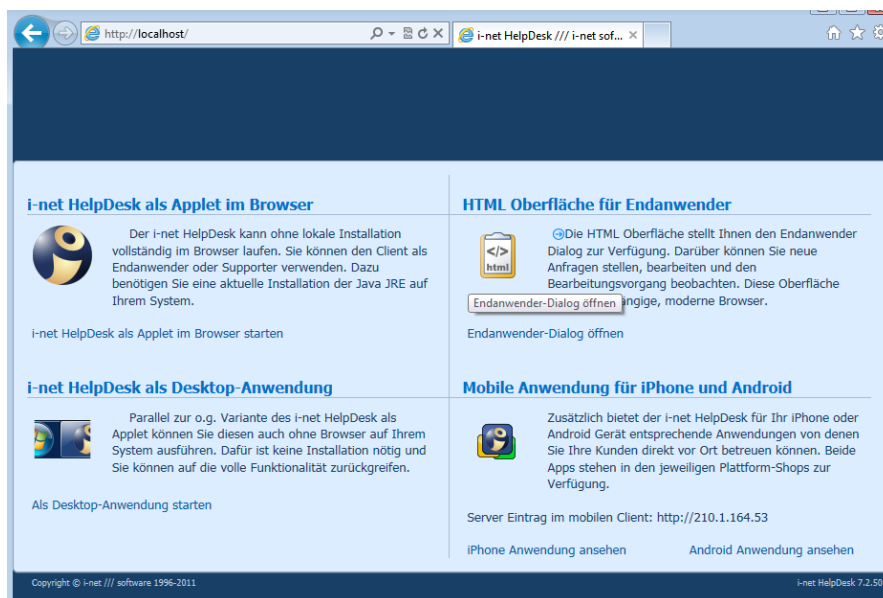 http://localhost/
i-net HelpDesk /// i-net sof...
i-net HelpDesk als Applet im Browser
Der i-net HelpDesk kann ohne lokale Installation
vollständig im Browser laufen. Sie können den Client als
Endanwender oder Supporter verwenden. Dazu
benötigen Sie eine aktuelle Installation der Java JRE auf
Ihrem System.
i-net HelpDesk als Applet im Browser starten
HTML Oberfläche für Endanwender
</>
html
Die HTML Oberfläche stellt Ihnen den Endanwender
Dialog zur Verfügung. Darüber können Sie neue
Anfragen stellen, bearbeiten und den
Bearbeitungsvorgang beobachten. Diese Oberfläche
ängige, moderne Browser.
Endanwender-Dialog öffnen
Endanwender-Dialog öffnen
i-net HelpDesk als Desktop-Anwendung
Parallel zur o.g. Variante des i-net HelpDesk als
Applet können Sie diesen auch ohne Browser auf Ihrem
System ausführen. Dafür ist keine Installation nötig und
Sie können auf die volle Funktionalität zurückgreifen.
Als Desktop-Anwendung starten
Mobile Anwendung für iPhone und Android
Zusätzlich bietet der i-net HelpDesk für Ihr iPhone oder
Android Gerät entsprechende Anwendungen von denen
Sie Ihre Kunden direkt vor Ort betreuen können. Beide
Apps stehen in den jeweiligen Plattform-Shops zur
Verfügung.
Server Eintrag im mobilen Client: http://210.1.164.53
iPhone Anwendung ansehen
Android Anwendung ansehen
Copyright © i-net /// software 1996-2011
i-net HelpDesk 7.2.50